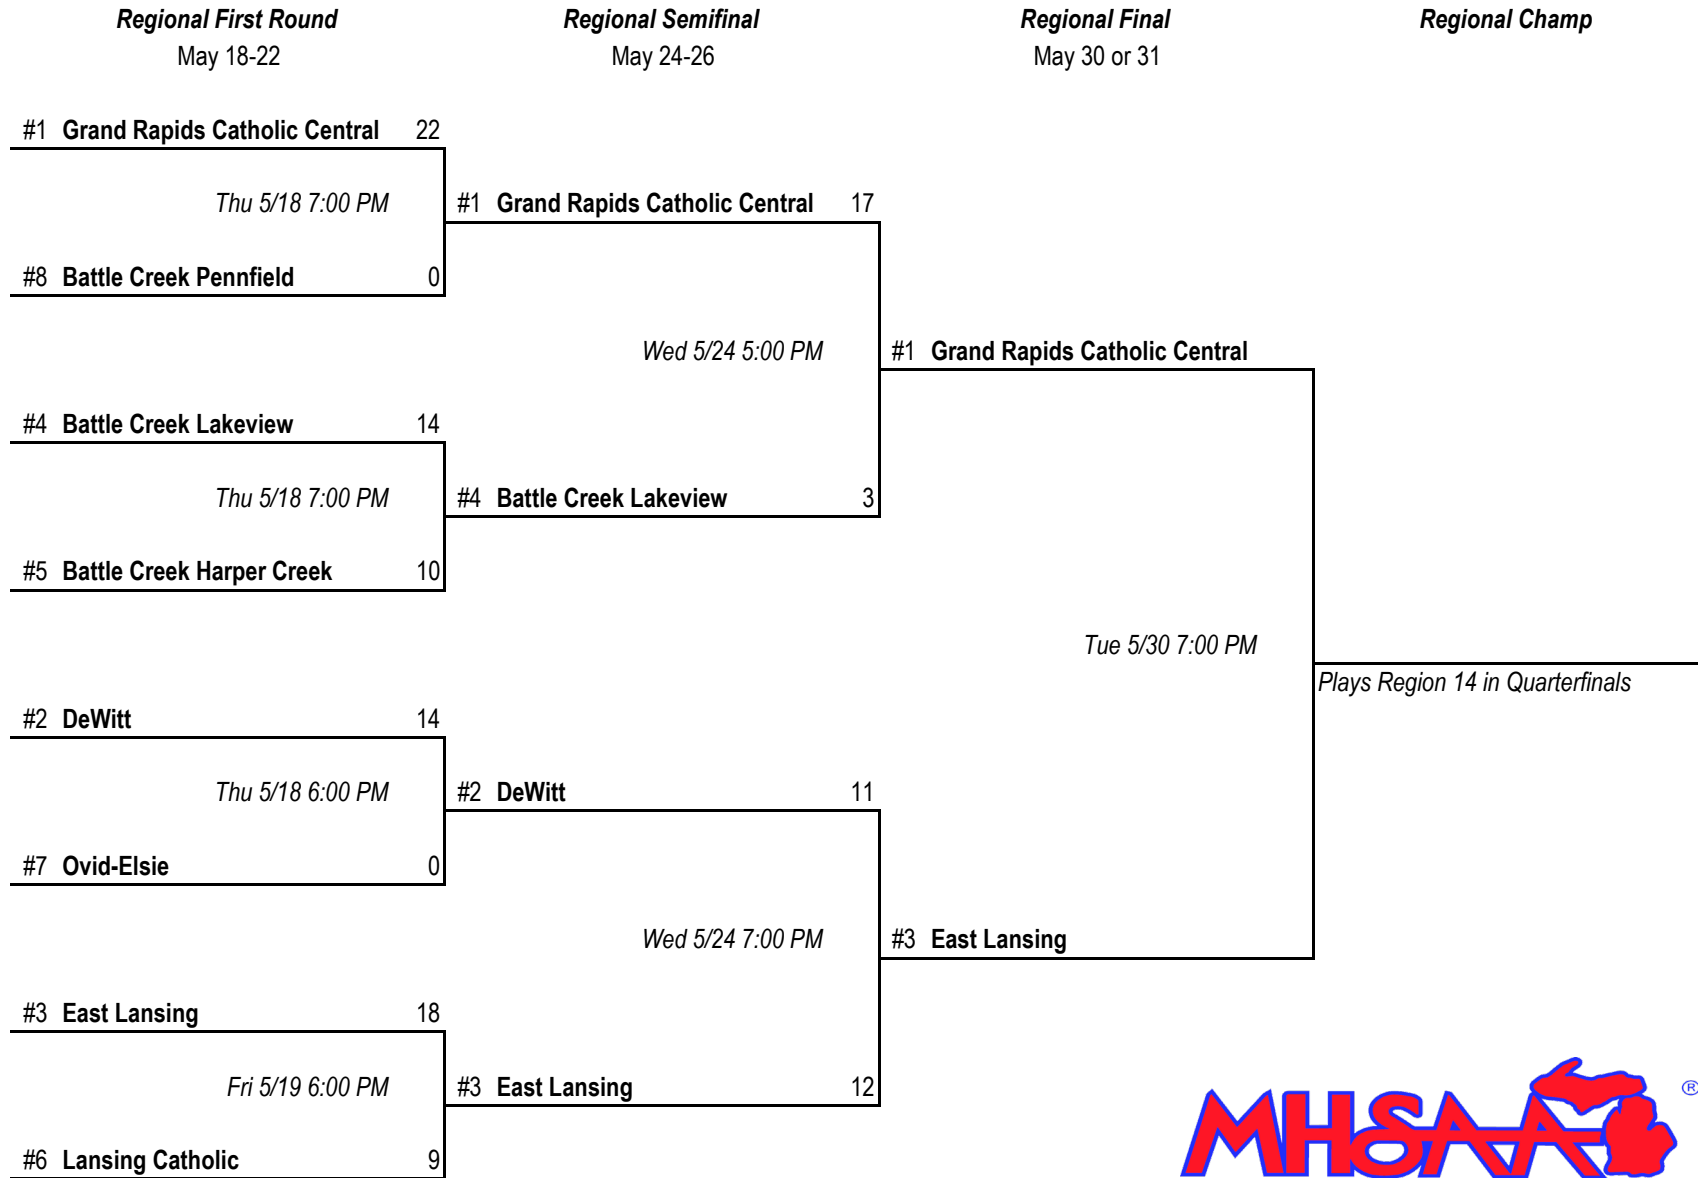 Regional First Round
May 18-22
Regional Semifinal
May 24-26
Regional Final
May 30 or 31
Regional Champ
#1 Grand Rapids Catholic Central 22
Thu 5/18 7:00 PM
#8 Battle Creek Pennfield 0
#1 Grand Rapids Catholic Central 17
Wed 5/24 5:00 PM
#4 Battle Creek Lakeview 14
Thu 5/18 7:00 PM
#5 Battle Creek Harper Creek 10
#4 Battle Creek Lakeview 3
#1 Grand Rapids Catholic Central
Tue 5/30 7:00 PM
Plays Region 14 in Quarterfinals
#2 DeWitt 14
Thu 5/18 6:00 PM
#7 Ovid-Elsie 0
#2 DeWitt 11
Wed 5/24 7:00 PM
#3 East Lansing
#3 East Lansing 18
Fri 5/19 6:00 PM
#6 Lansing Catholic 9
#3 East Lansing 12
MHSAA ®